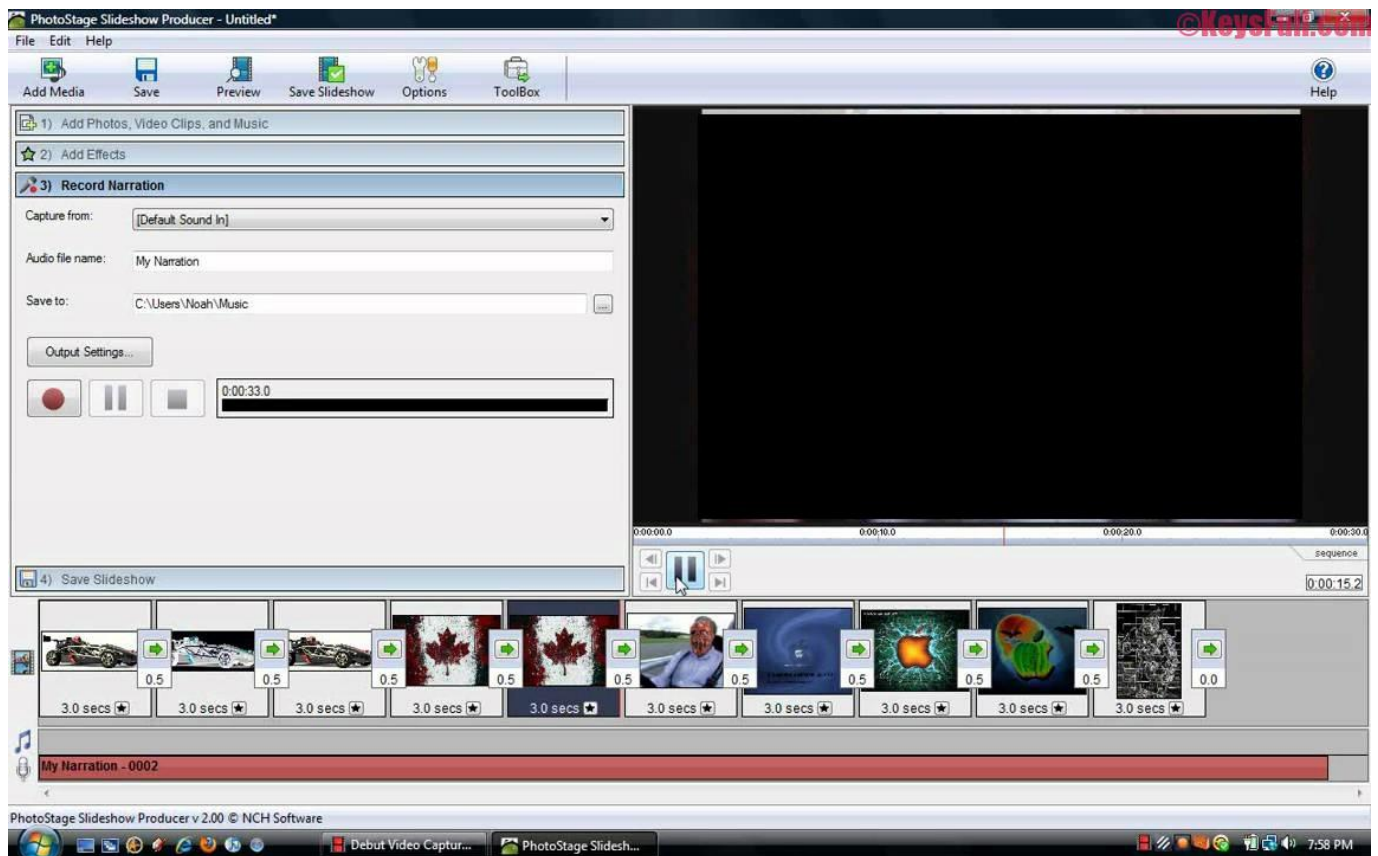 PhotoStage Slideshow Producer - Untitled*
©KeysFull.com
File Edit Help
Add Media Save Preview Save Slideshow Options ToolBox Help
1) Add Photos, Video Clips, and Music
2) Add Effects
3) Record Narration
Capture from: [Default Sound In]
Audio file name: My Narration
Save to: C:\Users\Noah\Music ...
Output Settings...
0:00:33.0
0:00:00.0 0:00:10.0 0:00:20.0 0:00:30.0
sequence
4) Save Slideshow
0:00:15.2
0.5 0.5 0.5 0.5 0.5 0.5 0.5 0.5 0.5 0.0
3.0 secs 3.0 secs 3.0 secs 3.0 secs 3.0 secs 3.0 secs 3.0 secs 3.0 secs 3.0 secs 3.0 secs
My Narration - 0002
PhotoStage Slideshow Producer v 2.00 © NCH Software
Debut Video Captur... PhotoStage Slidesh... 7:58 PM